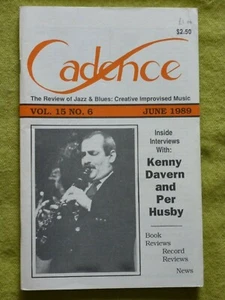 $2.50
Cadence
The Review of Jazz & Blues: Creative Improvised Music
VOL. 15 NO. 6 JUNE 1989
Inside
Interviews
With:
Kenny
Davern
and
Per
Husby
Book
Reviews
Record
Reviews
News